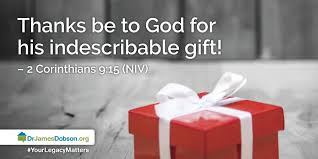 Thanks be to God for
his indescribable gift!
– 2 Corinthians 9:15 (NIV)
DrJamesDobson.org
#YourLegacyMatters